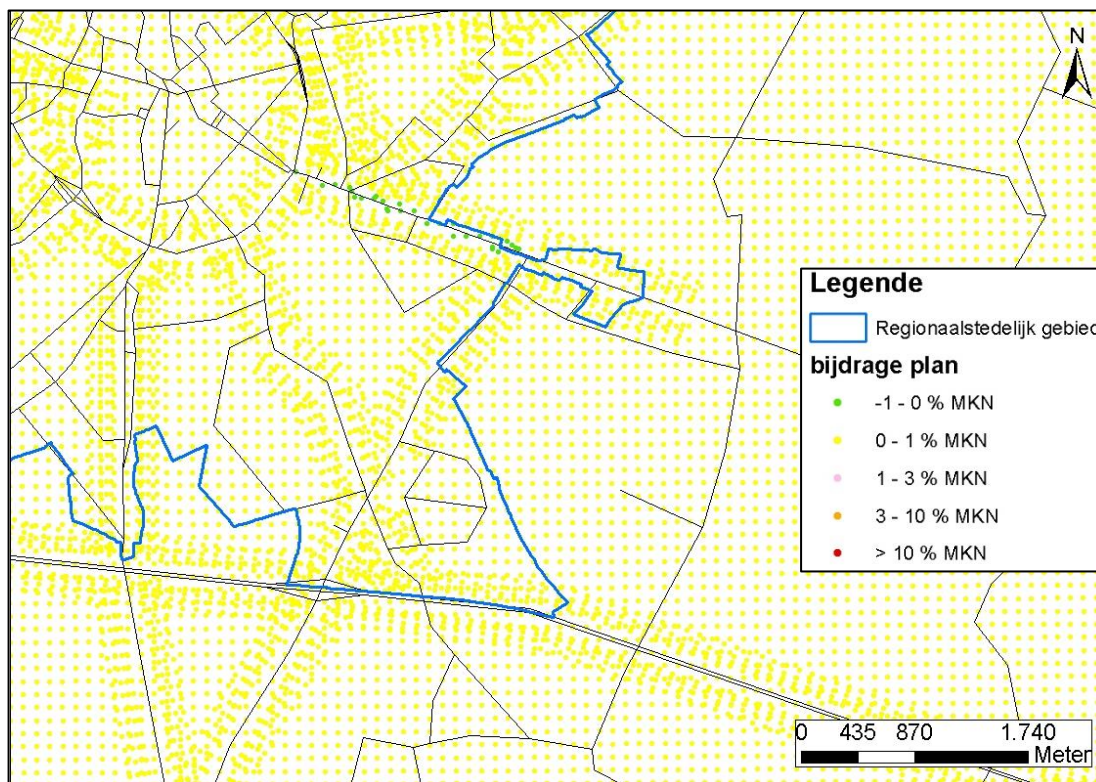 N
Legende
Regionaalstedelijk gebied
bijdrage plan
-1 - 0 % MKN
0 - 1 % MKN
1 - 3 % MKN
3 - 10 % MKN
> 10 % MKN
0 435 870 1.740
Meter